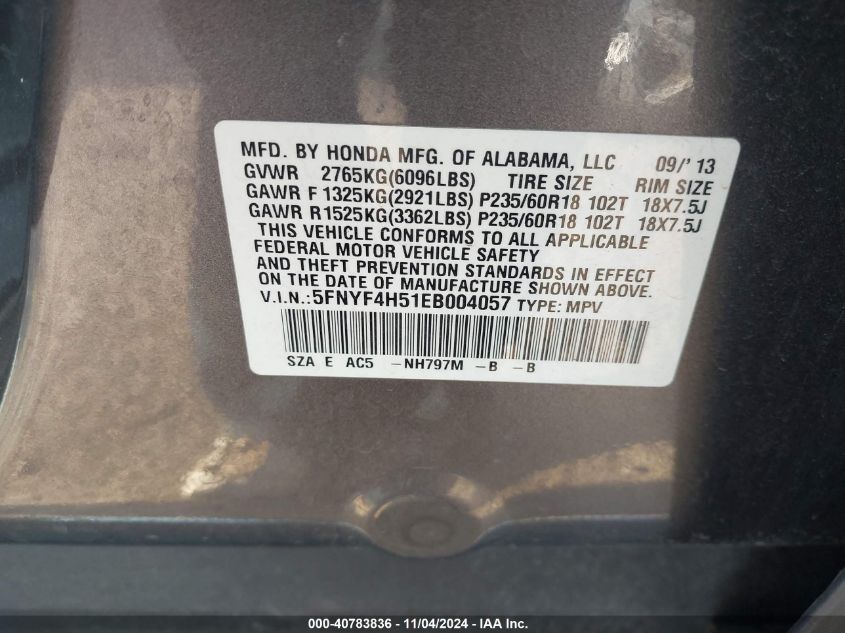 MFD. BY HONDA MFG. OF ALABAMA, LLC 09/' 13
GVWR 2765KG(6096LBS) TIRE SIZE RIM SIZE
GAWR F 1325KG(2921LBS) P235/60R18 102T 18X7.5J
GAWR R1525KG(3362LBS) P235/60R18 102T 18X7.5J
THIS VEHICLE CONFORMS TO ALL APPLICABLE
FEDERAL MOTOR VEHICLE SAFETY
AND THEFT PREVENTION STANDARDS IN EFFECT
ON THE DATE OF MANUFACTURE SHOWN ABOVE.
V.I.N.:5FNYF4H51EB004057 TYPE: MPV
SZA E AC5 -NH797M -B -B
000-40783836 - 11/04/2024 - IAA Inc.